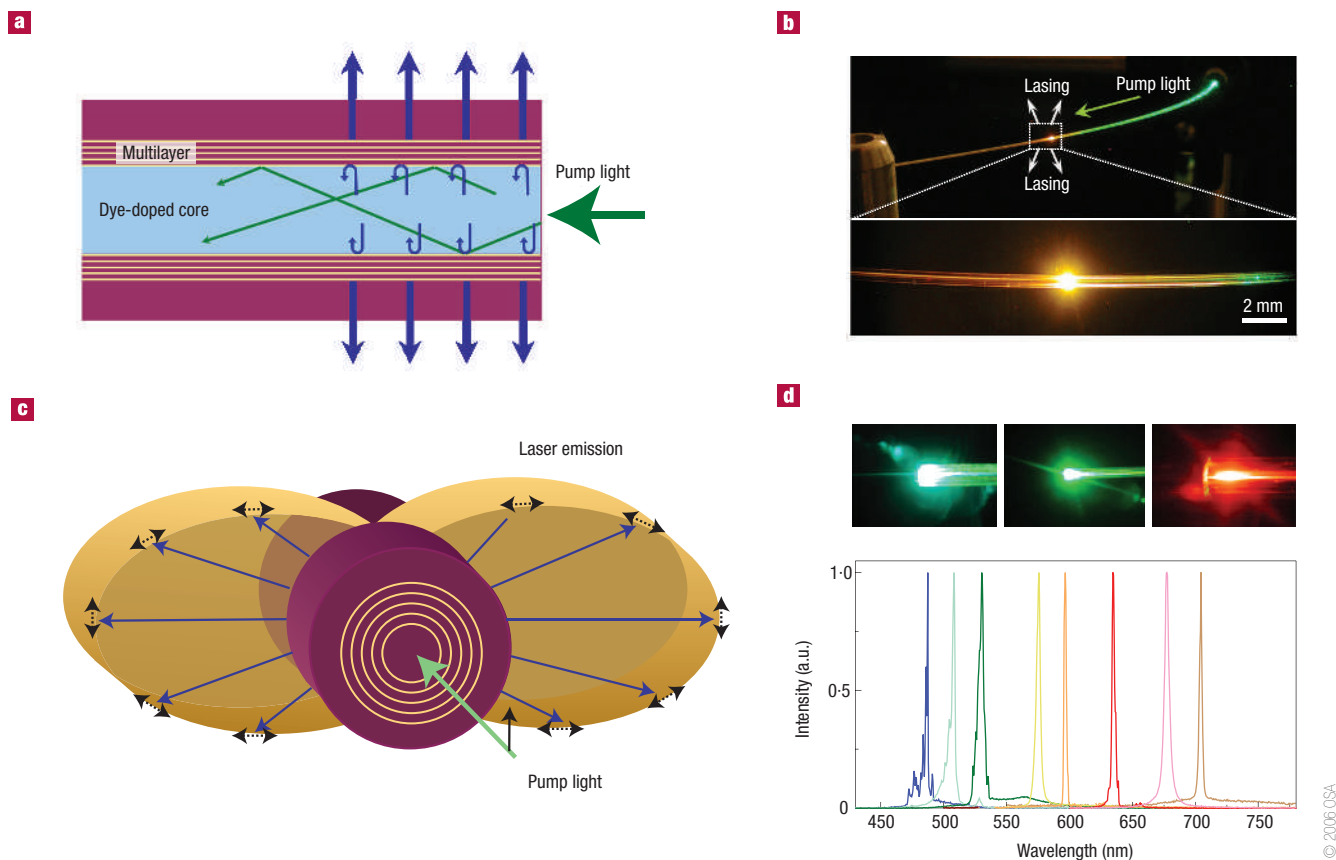 a
Multilayer
Dye-doped core
Pump light
b
Lasing
Pump light
Lasing
2 mm
c
Laser emission
Pump light
d
1·0
Intensity (a.u.)
0·5
0
450 500 550 600 650 700 750
Wavelength (nm)
© 2006 OSA